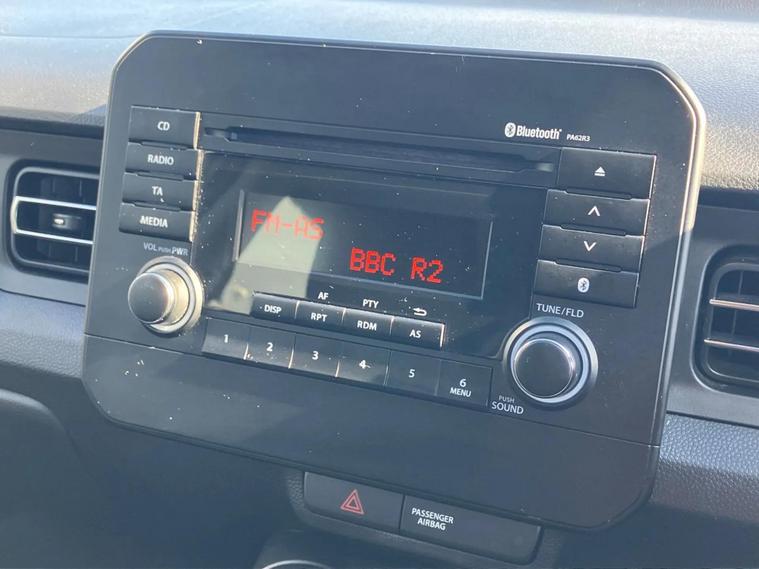 CD
RADIO
TA
MEDIA
VOL PUSH PWR
Bluetooth® PA62R3
FM-AS
BBC R2
AF
PTY
DISP
RPT
RDM
AS
1
2
3
4
5
6
MENU
TUNE/FLD
PUSH
SOUND
PASSENGER
AIRBAG